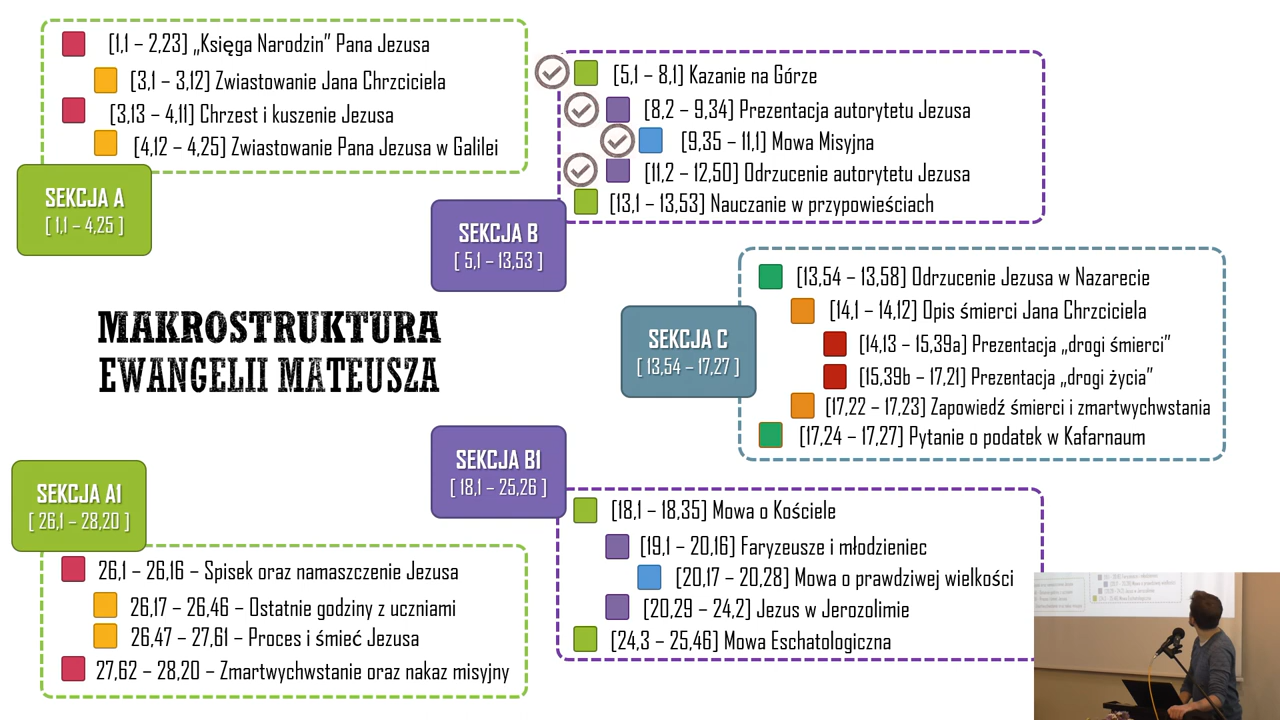 [1,1 – 2,23] „Księga Narodzin” Pana Jezusa
[3,1 – 3,12] Zwiastowanie Jana Chrzciciela
[3,13 – 4,11] Chrzest i kuszenie Jezusa
[4,12 – 4,25] Zwiastowanie Pana Jezusa w Galilei
SEKCJA A
[ 1,1 – 4,25 ]
[5,1 – 8,1] Kazanie na Górze
[8,2 – 9,34] Prezentacja autorytetu Jezusa
[9,35 – 11,1] Mowa Misyjna
[11,2 – 12,50] Odrzucenie autorytetu Jezusa
[13,1 – 13,53] Nauczanie w przypowieściach
SEKCJA B
[ 5,1 – 13,53 ]
MAKROSTRUKTURA
EWANGELII MATEUSZA
[13,54 – 13,58] Odrzucenie Jezusa w Nazarecie
[14,1 – 14,12] Opis śmierci Jana Chrzciciela
[14,13 – 15,39a] Prezentacja „drogi śmierci”
[15,39b – 17,21] Prezentacja „drogi życia”
[17,22 – 17,23] Zapowiedź śmierci i zmartwychwstania
[17,24 – 17,27] Pytanie o podatek w Kafarnaum
SEKCJA C
[ 13,54 – 17,27 ]
SEKCJA B1
[ 18,1 – 25,26 ]
[18,1 – 18,35] Mowa o Kościele
[19,1 – 20,16] Faryzeusze i młodzieniec
[20,17 – 20,28] Mowa o prawdziwej wielkości
[20,29 – 24,2] Jezus w Jerozolimie
[24,3 – 25,46] Mowa Eschatologiczna
SEKCJA A1
[ 26,1 – 28,20 ]
26,1 – 26,16 – Spisek oraz namaszczenie Jezusa
26,17 – 26,46 – Ostatnie godziny z uczniami
26,47 – 27,61 – Proces i śmieć Jezusa
27,62 – 28,20 – Zmartwychwstanie oraz nakaz misyjny